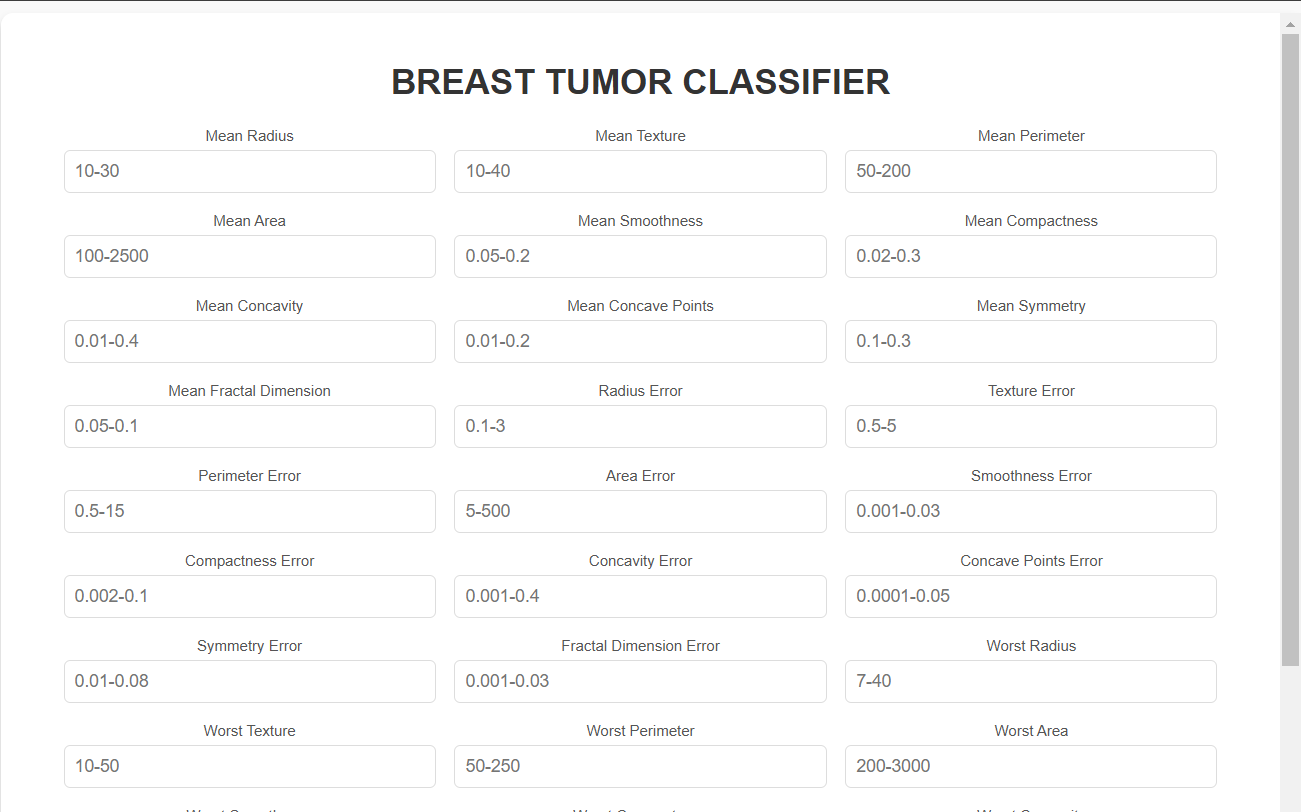 BREAST TUMOR CLASSIFIER
Mean Radius Mean Texture Mean Perimeter
10-30 10-40 50-200
Mean Area Mean Smoothness Mean Compactness
100-2500 0.05-0.2 0.02-0.3
Mean Concavity Mean Concave Points Mean Symmetry
0.01-0.4 0.01-0.2 0.1-0.3
Mean Fractal Dimension Radius Error Texture Error
0.05-0.1 0.1-3 0.5-5
Perimeter Error Area Error Smoothness Error
0.5-15 5-500 0.001-0.03
Compactness Error Concavity Error Concave Points Error
0.002-0.1 0.001-0.4 0.0001-0.05
Symmetry Error Fractal Dimension Error Worst Radius
0.01-0.08 0.001-0.03 7-40
Worst Texture Worst Perimeter Worst Area
10-50 50-250 200-3000